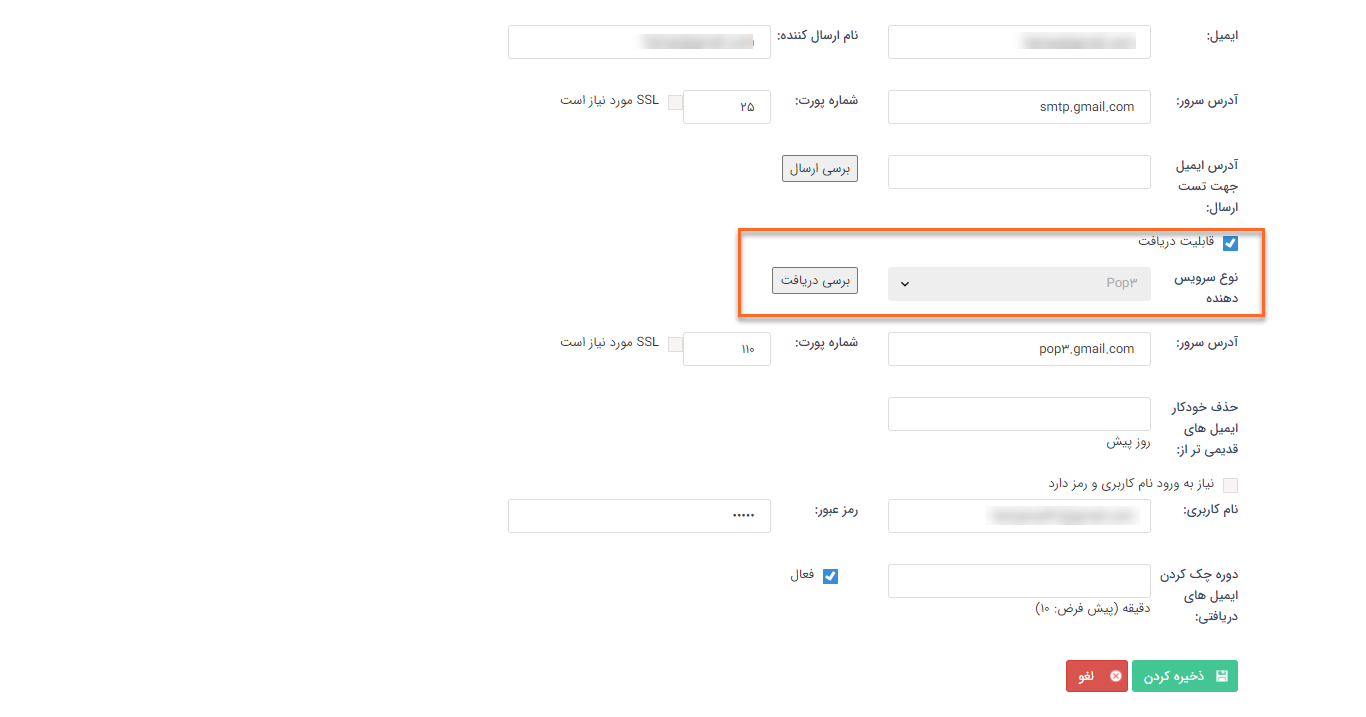 ایمیل:
نام ارسال کننده:
آدرس سرور:
smtp.gmail.com
شماره پورت:
۲۵
SSL مورد نیاز است
آدرس ایمیل
جهت تست
ارسال:
برسی ارسال
قابلیت دریافت
نوع سرویس
دهنده
Pop۳
برسی دریافت
آدرس سرور:
pop۳.gmail.com
شماره پورت:
۱۱۰
SSL مورد نیاز است
حذف خودکار
ایمیل های
قدیمی تر از:
روز پیش
نیاز به ورود نام کاربری و رمز دارد
نام کاربری:
رمز عبور:
•••••
دوره چک کردن
ایمیل های
دریافتی:
دقیقه (پیش فرض: ۱۰)
فعال
ذخیره کردن
لغو